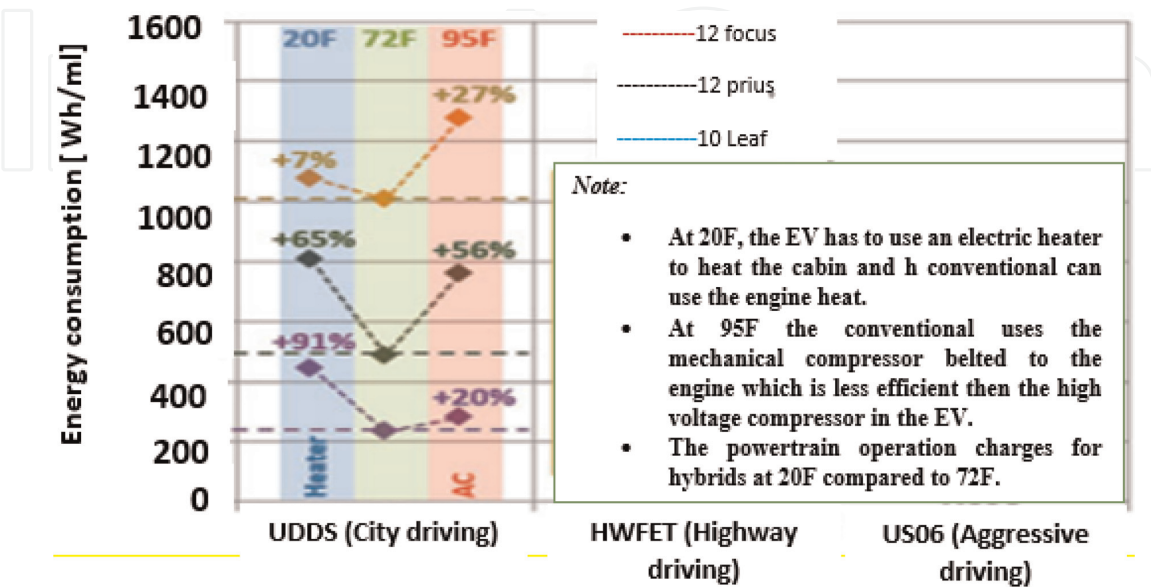 1600
1400
1200
1000
800
600
400
200
0
Energy consumption [ Wh/ml]
20F 72F 95F
+7%
+27%
+65%
+56%
+91%
+20%
Heater
AC
12 focus
12 prius
10 Leaf
Note:
• At 20F, the EV has to use an electric heater
to heat the cabin and h conventional can
use the engine heat.
• At 95F the conventional uses the
mechanical compressor belted to the
engine which is less efficient then the high
voltage compressor in the EV.
• The powertrain operation charges for
hybrids at 20F compared to 72F.
UDDS (City driving)
HWFET (Highway
driving)
US06 (Aggressive
driving)